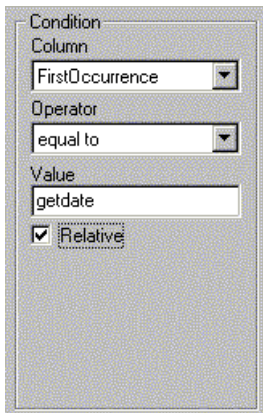 Condition
Column
FirstOccurrence
Operator
equal to
Value
getdate
Relative